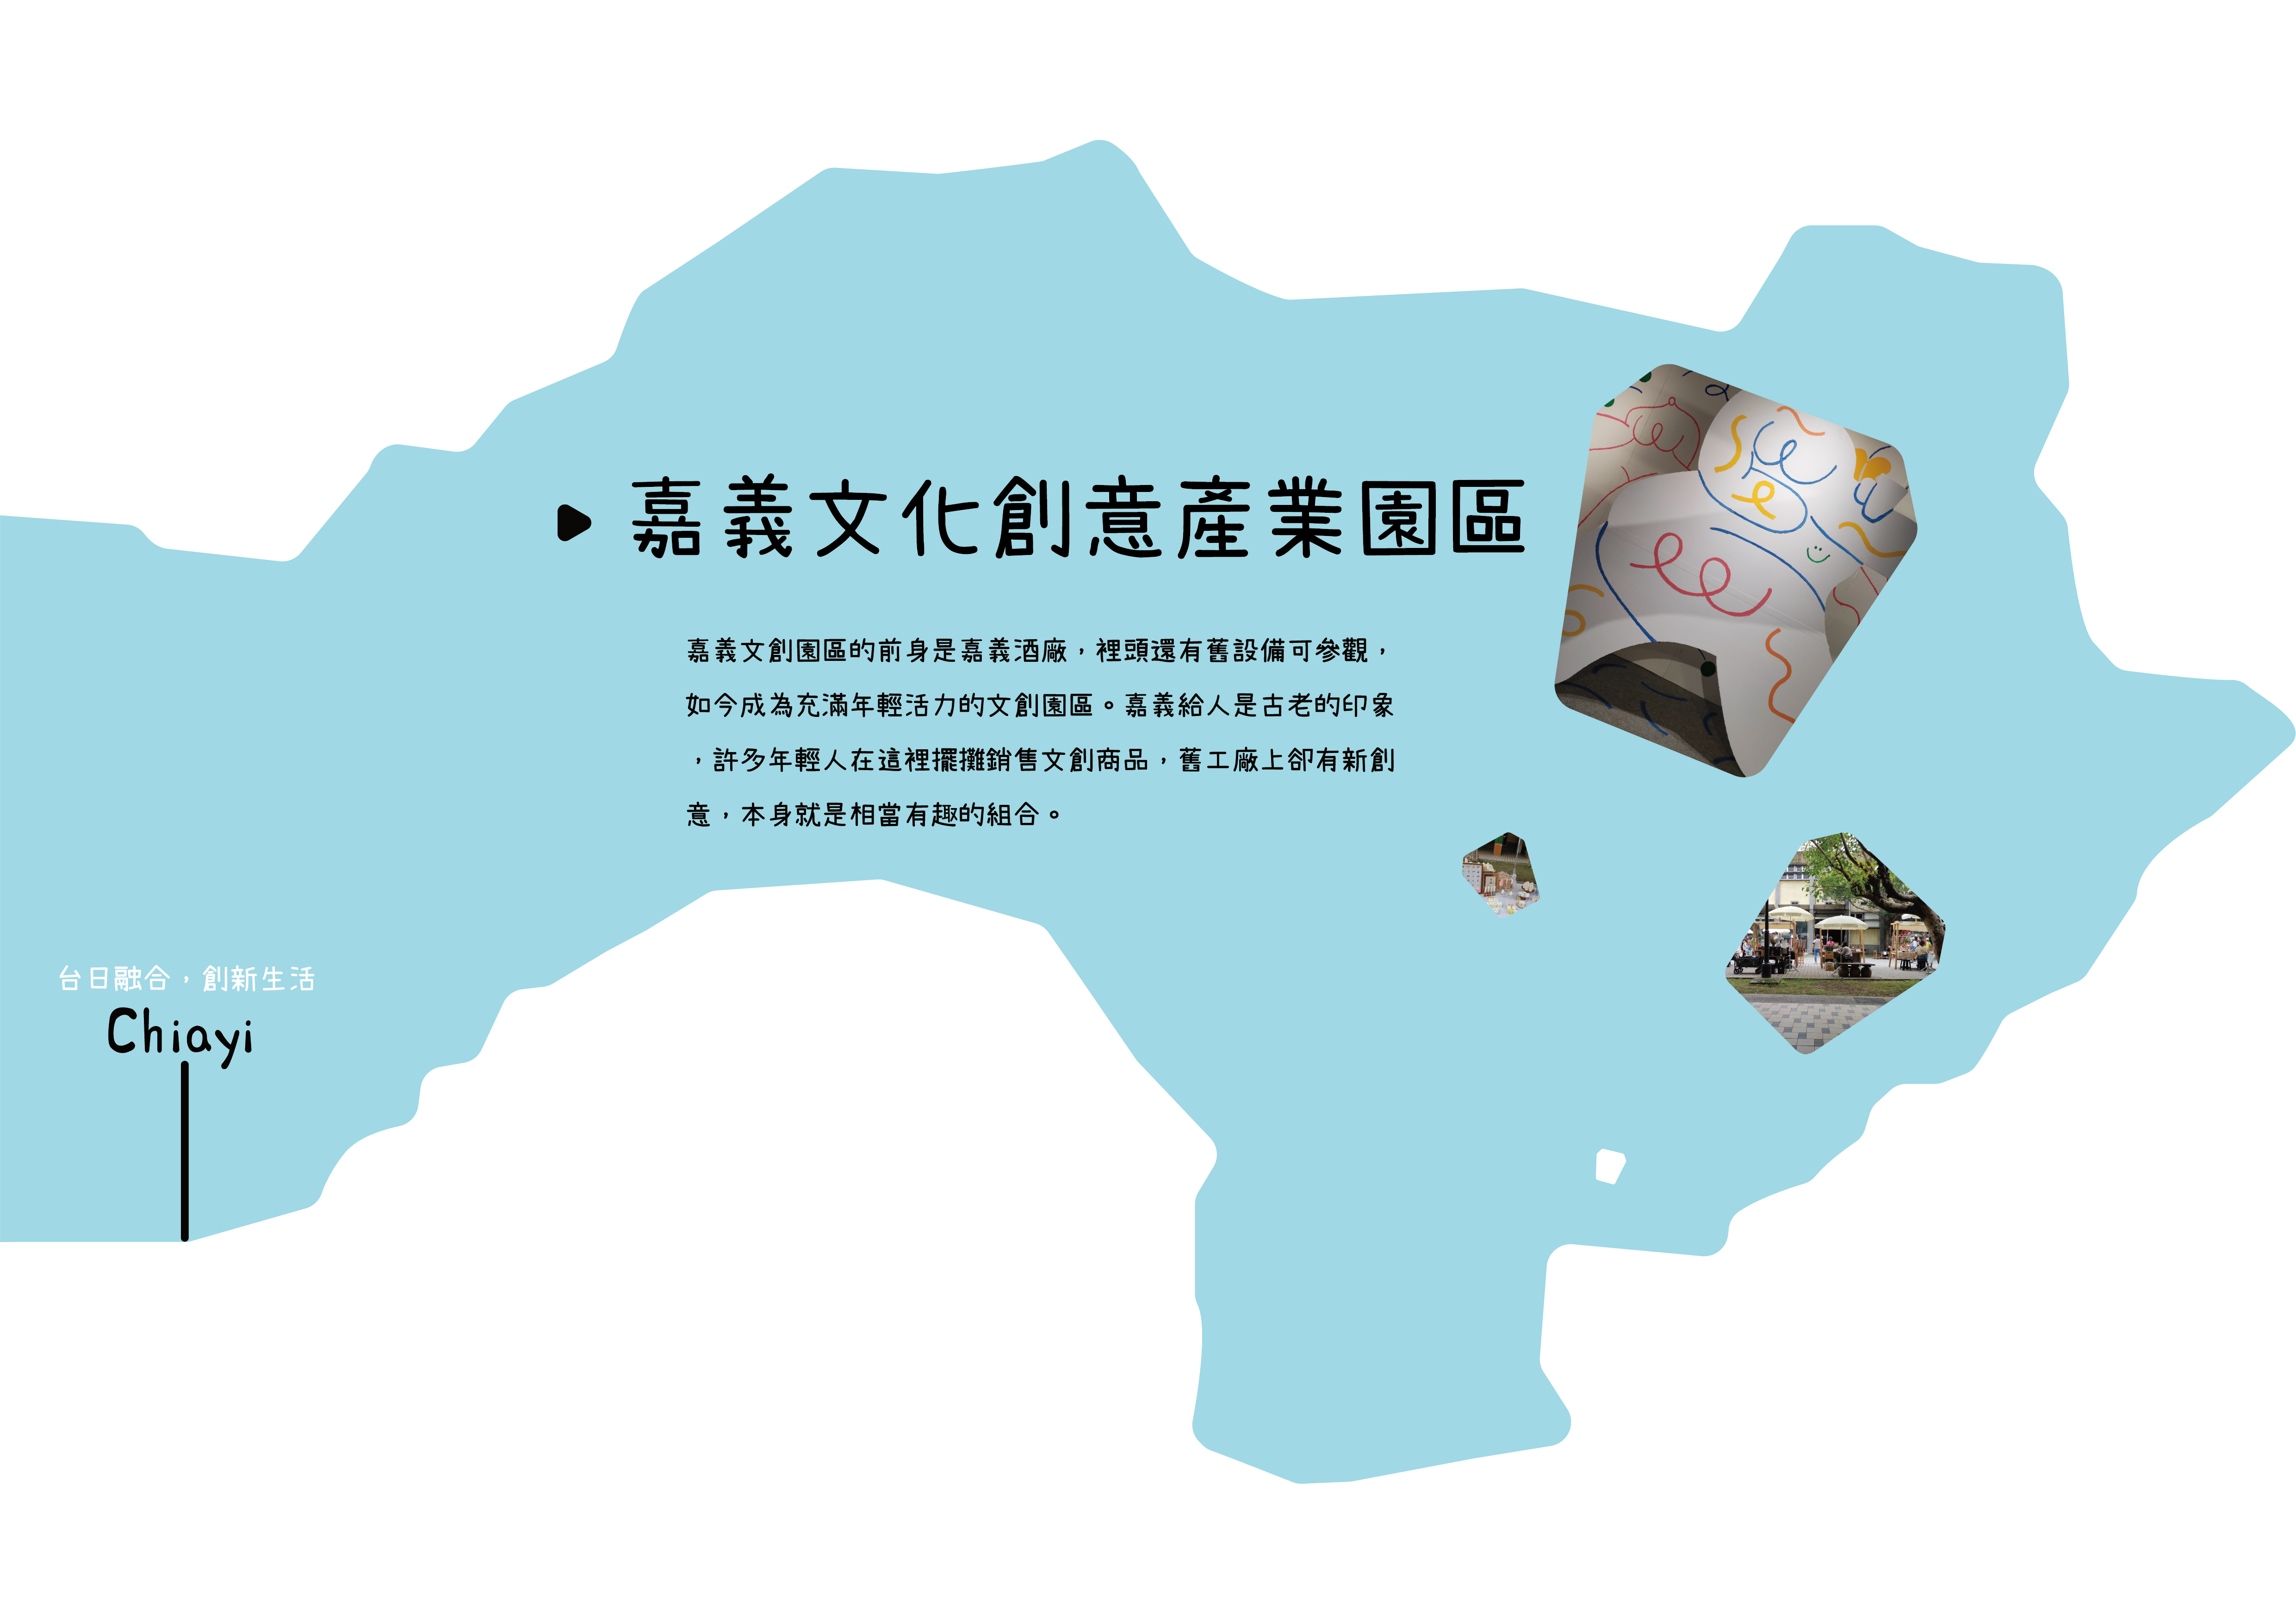 嘉義文化創意產業園區
嘉義文創園區的前身是嘉義酒廠，裡頭還有舊設備可參觀，
如今成為充滿年輕活力的文創園區。嘉義給人是古老的印象
，許多年輕人在這裡擺攤銷售文創商品，舊工廠上卻有新創
意，本身就是相當有趣的組合。
台日融合，創新生活
Chiayi